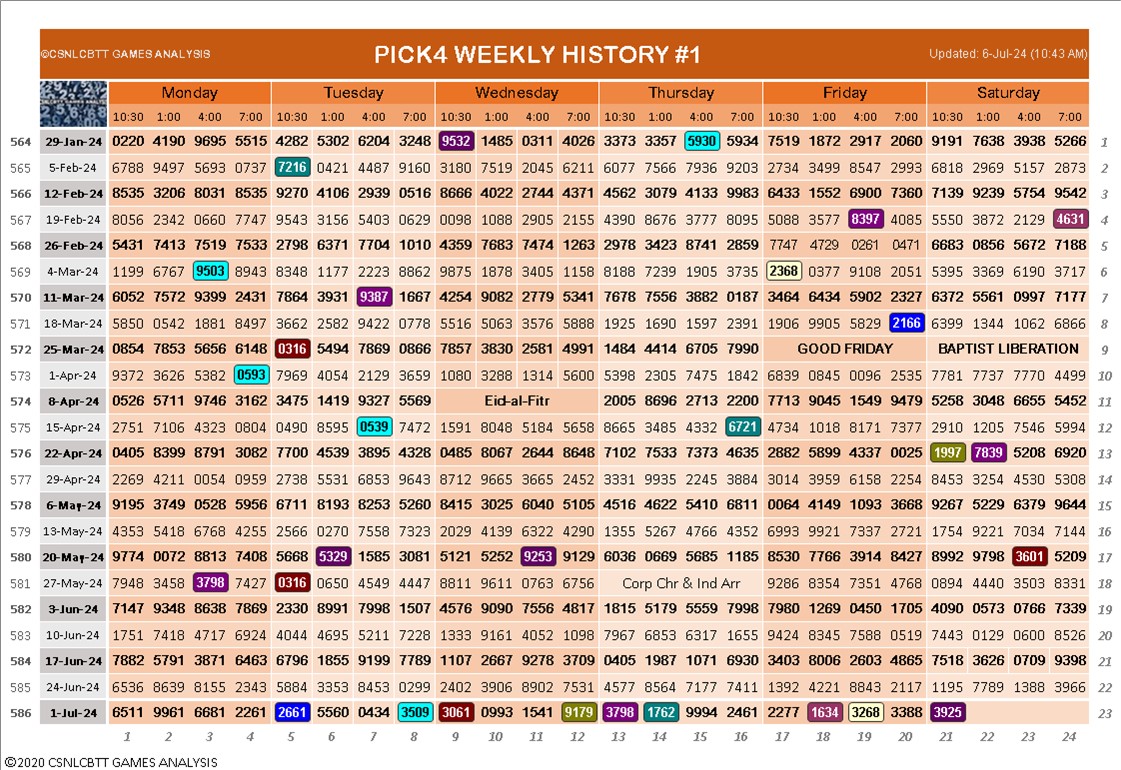 ©CSNLCBTT GAMES ANALYSIS PICK4 WEEKLY HISTORY #1 Updated: 6-Jul-24 (10:43 AM)
Monday Tuesday Wednesday Thursday Friday Saturday
10:30 1:00 4:00 7:00 10:30 1:00 4:00 7:00 10:30 1:00 4:00 7:00 10:30 1:00 4:00 7:00 10:30 1:00 4:00 7:00 10:30 1:00 4:00 7:00
564 29-Jan-24 0220 4190 9695 5515 4282 5302 6204 3248 9532 1485 0311 4026 3373 3357 5930 5934 7519 1872 2917 2060 9191 7638 3938 5266 1
565 5-Feb-24 6788 9497 5693 0737 7216 0421 4487 9160 3180 7519 2045 6211 6077 7566 7936 9203 2734 3499 8547 2993 6818 2969 5157 2873 2
566 12-Feb-24 8535 3206 8031 8535 9270 4106 2939 0516 8666 4022 2744 4371 4562 3079 4133 9983 6433 1552 6900 7360 7139 9239 5754 9542 3
567 19-Feb-24 8056 2342 0660 7747 9543 3156 5403 0629 0098 1088 2905 2155 4390 8676 3777 8095 5088 3577 8397 4085 5550 3872 2129 4631 4
568 26-Feb-24 5431 7413 7519 7533 2798 6371 7704 1010 4359 7683 7474 1263 2978 3423 8741 2859 7747 4729 0261 0471 6683 0856 5672 7188 5
569 4-Mar-24 1199 6767 9503 8943 8348 1177 2223 8862 9875 1878 3405 1158 8188 7239 1905 3735 2368 0377 9108 2051 5395 3369 6190 3717 6
570 11-Mar-24 6052 7572 9399 2431 7864 3931 9387 1667 4254 9082 2779 5341 7678 7556 3882 0187 3464 6434 5902 2327 6372 5561 0997 7177 7
571 18-Mar-24 5850 0542 1881 8497 3662 2582 9422 0778 5516 5063 3576 5888 1925 1690 1597 2391 1906 9905 5829 2166 6399 1344 1062 6866 8
572 25-Mar-24 0854 7853 5656 6148 0316 5494 7869 0866 7857 3830 2581 4991 1484 4414 6705 7990 GOOD FRIDAY BAPTIST LIBERATION 9
573 1-Apr-24 9372 3626 5382 0593 7969 4054 2129 3659 1080 3288 1314 5600 5398 2305 7475 1842 6839 0845 0096 2535 7781 7737 7770 4499 10
574 8-Apr-24 0526 5711 9746 3162 3475 1419 9327 5569 Eid-al-Fitr 2005 8696 2713 2200 7713 9045 1549 9479 5258 3048 6655 5452 11
575 15-Apr-24 2751 7106 4323 0804 0490 8595 0539 7472 1591 8048 5184 5658 8665 3485 4332 6721 4734 1018 8171 7377 2910 1205 7546 5994 12
576 22-Apr-24 0405 8399 8791 3082 7700 4539 3895 4328 0485 8067 2644 8648 7102 7533 7373 4635 2882 5899 4337 0025 1997 7839 5208 6920 13
577 29-Apr-24 2269 4211 0054 0959 2738 5531 6853 9643 8712 9665 3665 2452 3331 9935 2245 3884 3014 3959 6158 2254 8453 3254 4530 5308 14
578 6-May-24 9195 3749 0528 5956 6711 8193 8253 5260 8415 3025 6040 5105 4516 4622 5410 6811 0064 4149 1093 3668 9267 5229 6379 9644 15
579 13-May-24 4353 5418 6768 4255 2566 0270 7558 7323 2029 4139 6322 4290 1355 5267 4766 4352 6993 9921 7337 2721 1754 9221 7034 7144 16
580 20-May-24 9774 0072 8813 7408 5668 5329 1585 3081 5121 5252 9253 9129 6036 0669 5685 1185 8530 7766 3914 8427 8992 9798 3601 5209 17
581 27-May-24 7948 3458 3798 7427 0316 0650 4549 4447 8811 9611 0763 6756 Corp Chr & Ind Arr 9286 8354 7351 4768 0894 4440 3503 8331 18
582 3-Jun-24 7147 9348 8638 7869 2330 8991 7998 1507 4576 9090 7556 4817 1815 5179 5559 7998 7980 1269 0450 1705 4090 0573 0766 7339 19
583 10-Jun-24 1751 7418 4717 6924 4044 4695 5211 7228 1333 9161 4052 1098 7967 6853 6317 1655 9424 8345 7588 0519 7443 0129 0600 8526 20
584 17-Jun-24 7882 5791 3871 6463 6796 1855 9199 7789 1107 2667 9278 3709 0405 1987 1071 6930 3403 8006 2603 4865 7518 3626 0709 9398 21
585 24-Jun-24 6536 8639 8155 2343 5884 3353 8453 0299 2402 3906 8902 7531 4577 8564 7177 7411 1392 4221 8843 2117 1195 7789 1388 3966 22
586 1-Jul-24 6511 9961 6681 2261 2661 5560 0434 3509 3061 0993 1541 9179 3798 1762 9994 2461 2277 1634 3268 3388 3925 23
1 2 3 4 5 6 7 8 9 10 11 12 13 14 15 16 17 18 19 20 21 22 23 24
©2020 CSNLCBTT GAMES ANALYSIS